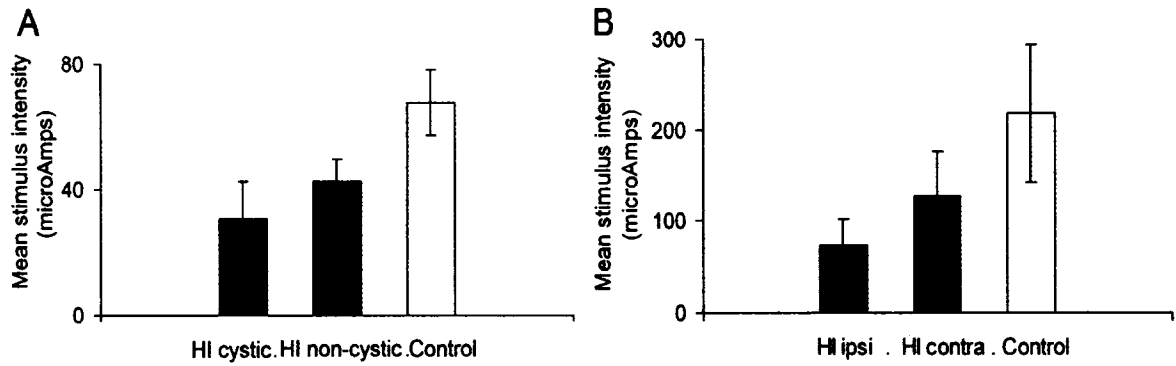 A
Mean stimulus intensity
(microAmps)
80
40
0
HI cystic. HI non-cystic. Control
B
Mean stimulus intensity
(microAmps)
300
200
100
0
HI ipsi . HI contra . Control